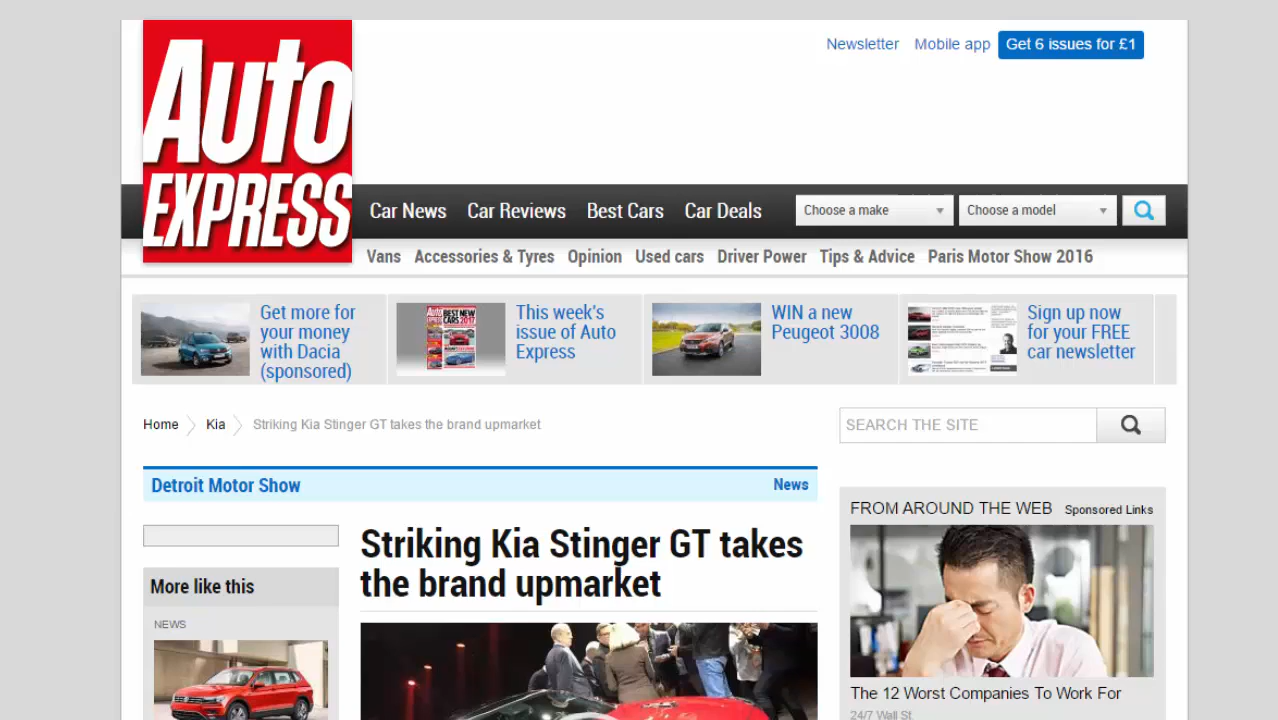 Auto
EXPRESS
Newsletter Mobile app Get 6 issues for £1
Car News Car Reviews Best Cars Car Deals Choose a make Choose a model
Vans Accessories & Tyres Opinion Used cars Driver Power Tips & Advice Paris Motor Show 2016
Get more for
your money
with Dacia
(sponsored)
This week's
issue of Auto
Express
WIN a new
Peugeot 3008
Sign up now
for your FREE
car newsletter
Home Kia Striking Kia Stinger GT takes the brand upmarket
SEARCH THE SITE
Detroit Motor Show News
Striking Kia Stinger GT takes
the brand upmarket
More like this
NEWS
FROM AROUND THE WEB Sponsored Links
The 12 Worst Companies To Work For
24/7 Wall St.